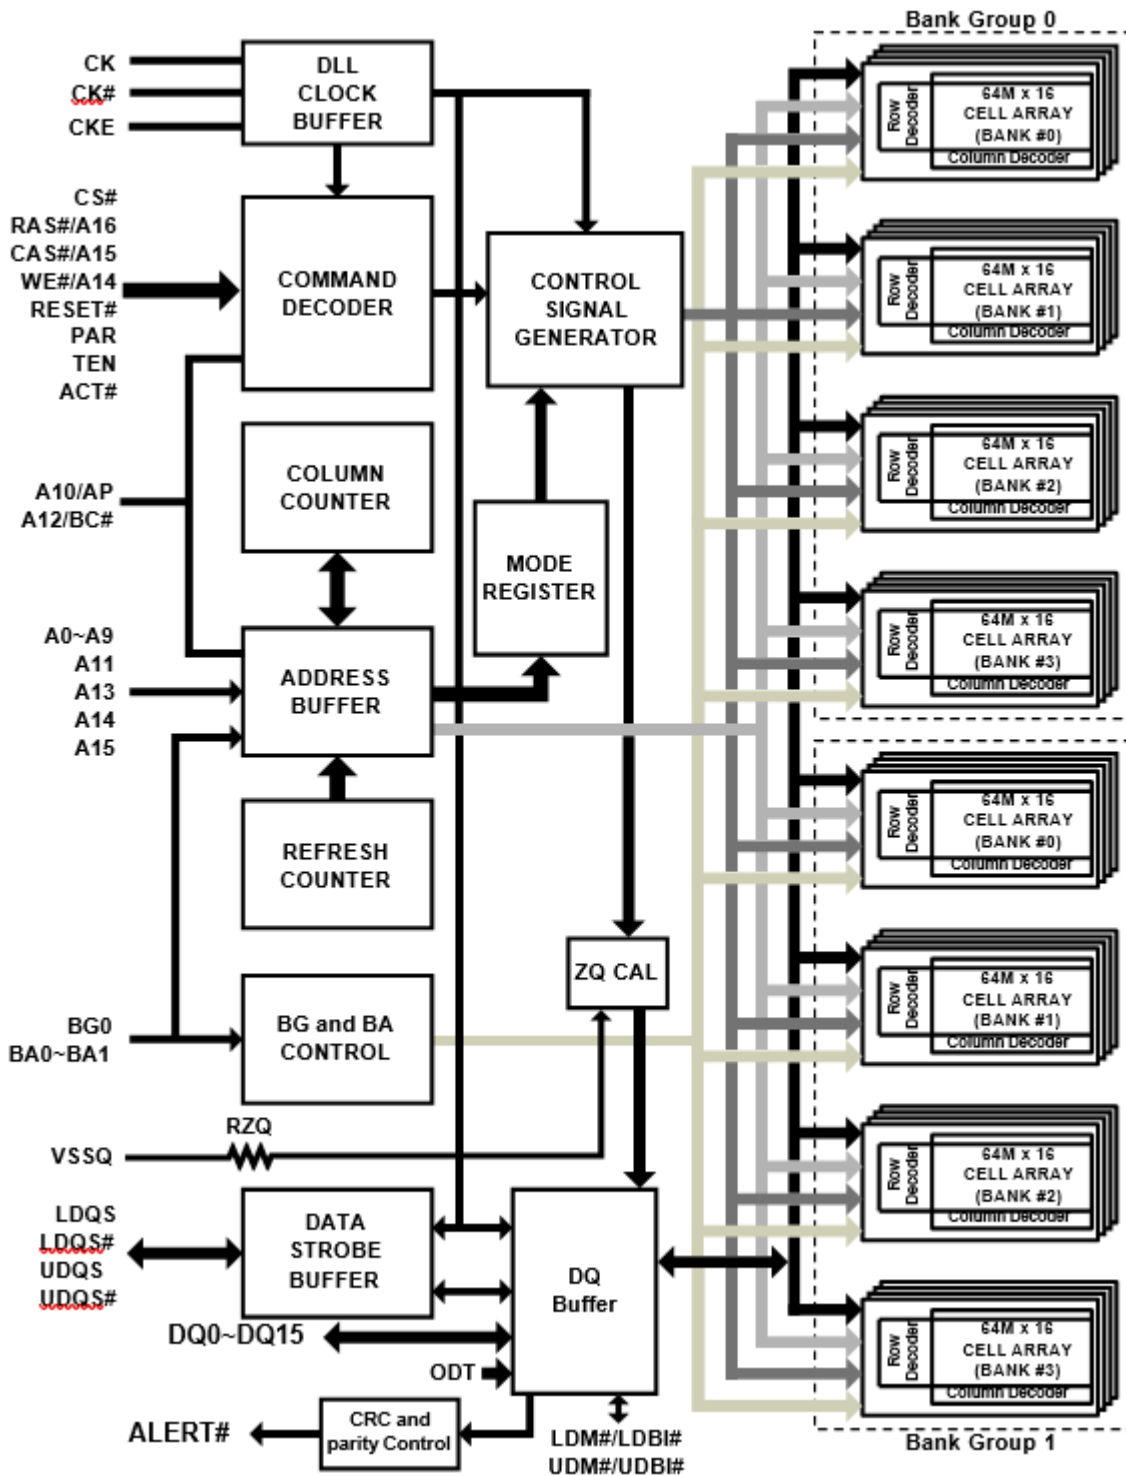 Bank Group 0
CK
CK#
CKE
DLL
CLOCK
BUFFER
CS#
RAS#/A16
CAS#/A15
WE#/A14
RESET#
PAR
TEN
ACT#
COMMAND
DECODER
CONTROL
SIGNAL
GENERATOR
A10/AP
A12/BC#
COLUMN
COUNTER
MODE
REGISTER
A0~A9
A11
A13
A14
A15
ADDRESS
BUFFER
REFRESH
COUNTER
ZQ CAL
BG0
BA0~BA1
BG and BA
CONTROL
RZQ
VSSQ
LDQS
LDQS#
UDQS
UDQS#
DATA
STROBE
BUFFER
DQ
Buffer
DQ0~DQ15
ODT
ALERT#
CRC and
parity Control
LDM#/LDBI#
UDM#/UDBI#
Row
Decoder
64M x 16
CELL ARRAY
(BANK #0)
Column Decoder
Row
Decoder
64M x 16
CELL ARRAY
(BANK #1)
Column Decoder
Row
Decoder
64M x 16
CELL ARRAY
(BANK #2)
Column Decoder
Row
Decoder
64M x 16
CELL ARRAY
(BANK #3)
Column Decoder
Row
Decoder
64M x 16
CELL ARRAY
(BANK #0)
Column Decoder
Row
Decoder
64M x 16
CELL ARRAY
(BANK #1)
Column Decoder
Row
Decoder
64M x 16
CELL ARRAY
(BANK #2)
Column Decoder
Row
Decoder
64M x 16
CELL ARRAY
(BANK #3)
Column Decoder
Bank Group 1